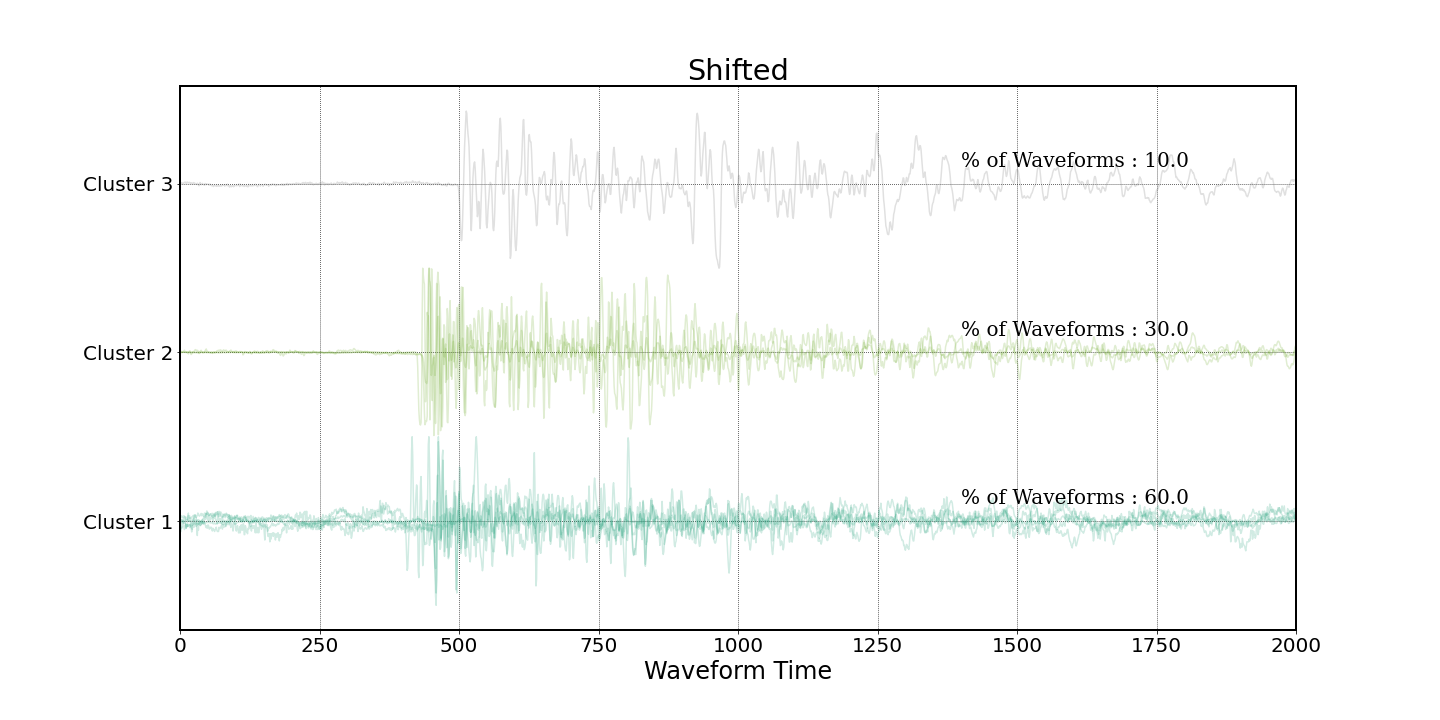 Shifted
Cluster 3
% of Waveforms : 10.0
Cluster 2
% of Waveforms : 30.0
Cluster 1
% of Waveforms : 60.0
0 250 500 750 1000 1250 1500 1750 2000
Waveform Time